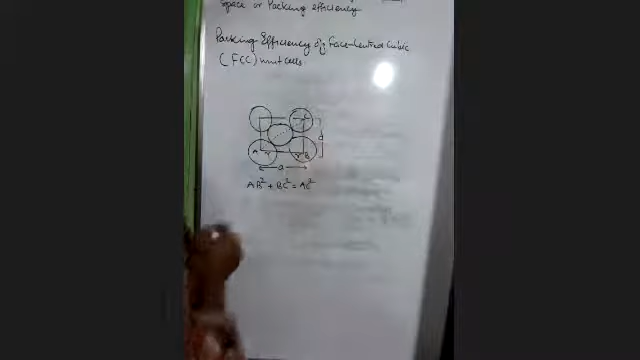 Space or Packing efficiency
Packing Efficiency of Face-Centred Cubic
(FCC) unit cells.
C
d
A r r B
a
AB² + BC² = AC²